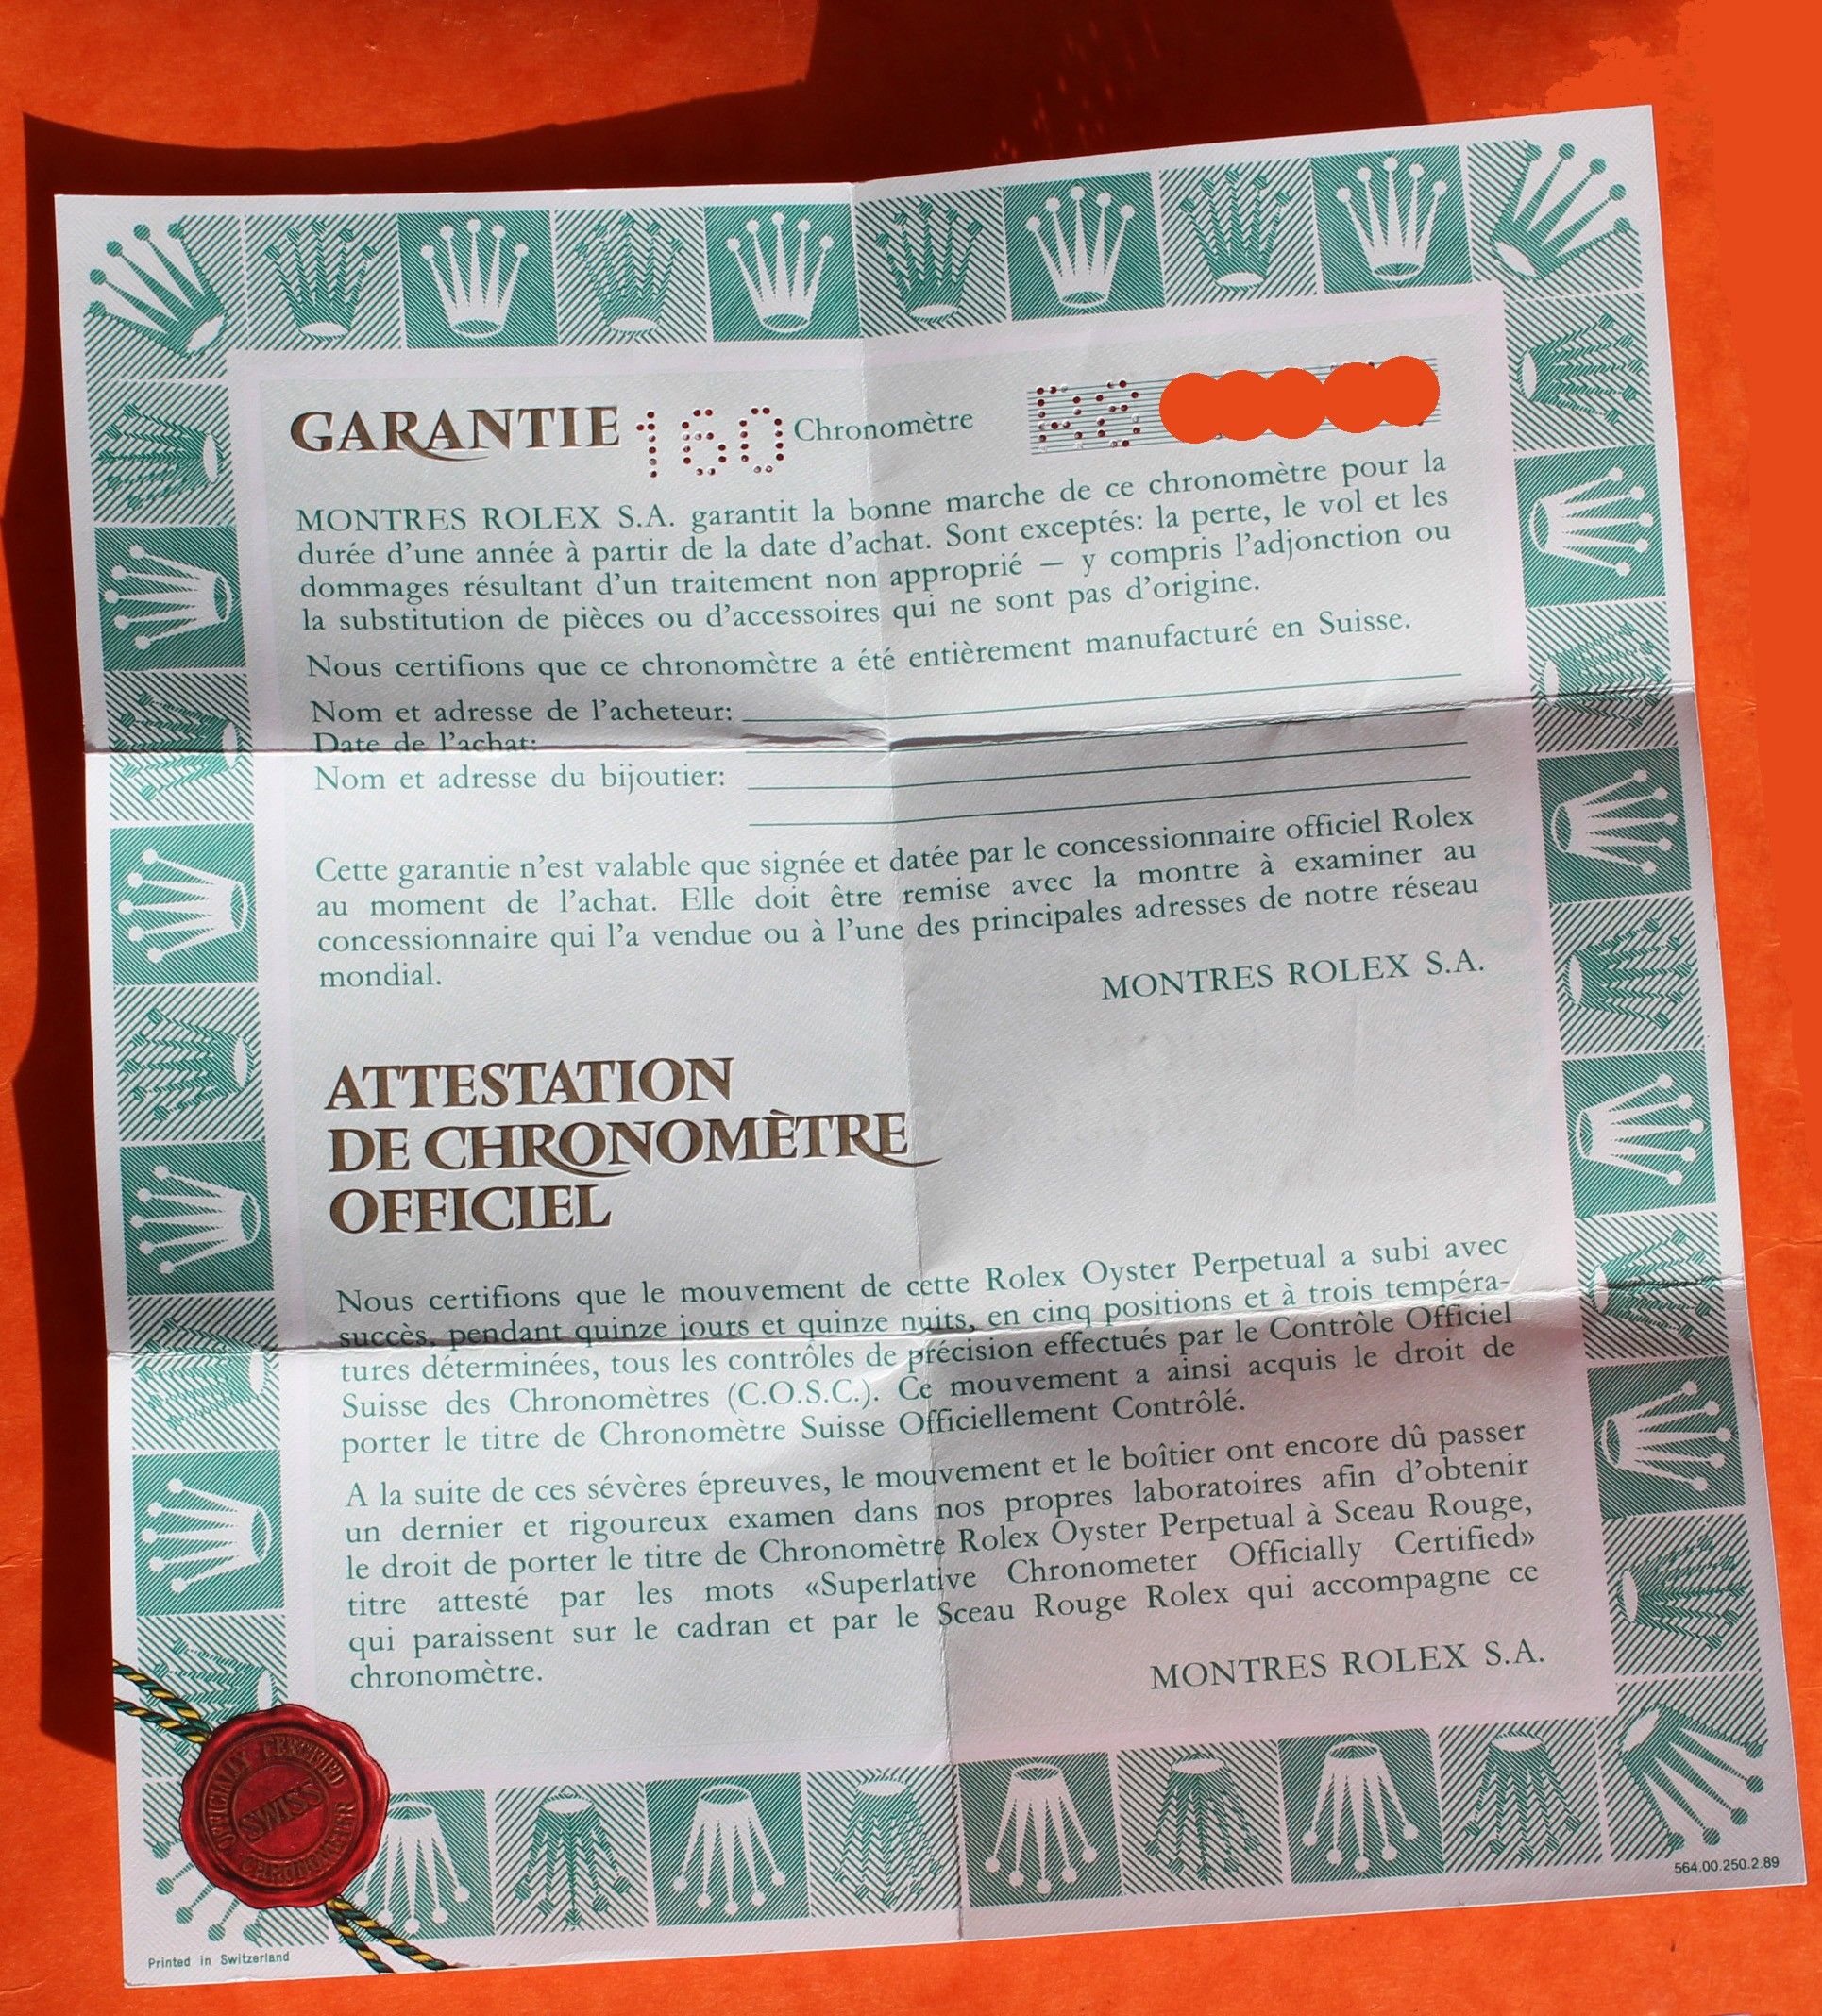 GARANTIE 160 Chronomètre
MONTRES ROLEX S.A. garantit la bonne marche de ce chronomètre pour la
durée d’une année à partir de la date d’achat. Sont exceptés: la perte, le vol et les
dommages résultant d’un traitement non approprié — y compris l’adjonction ou
la substitution de pièces ou d’accessoires qui ne sont pas d’origine.
Nous certifions que ce chronomètre a été entièrement manufacturé en Suisse.
Nom et adresse de l’acheteur:
Date de l’achat:
Nom et adresse du bijoutier:
Cette garantie n’est valable que signée et datée par le concessionnaire officiel Rolex
au moment de l’achat. Elle doit être remise avec la montre à examiner au
concessionnaire qui l’a vendue ou à l’une des principales adresses de notre réseau
mondial.
MONTRES ROLEX S.A.
ATTESTATION
DE CHRONOMÈTRE
OFFICIEL
Nous certifions que le mouvement de cette Rolex Oyster Perpetual a subi avec
succès, pendant quinze jours et quinze nuits, en cinq positions et à trois tempéra-
tures déterminées, tous les contrôles de précision effectués par le Contrôle Officiel
Suisse des Chronomètres (C.O.S.C.). Ce mouvement a ainsi acquis le droit de
porter le titre de Chronomètre Suisse Officiellement Contrôlé.
A la suite de ces sévères épreuves, le mouvement et le boîtier ont encore dû passer
un dernier et rigoureux examen dans nos propres laboratoires afin d’obtenir
le droit de porter le titre de Chronomètre Rolex Oyster Perpetual à Sceau Rouge,
titre attesté par les mots «Superlative Chronometer Officially Certified»
qui paraissent sur le cadran et par le Sceau Rouge Rolex qui accompagne ce
chronomètre.
MONTRES ROLEX S.A.
OFFICIALLY CERTIFIED
SWISS
CHRONOMETER
564.00.250.2.89
Printed in Switzerland